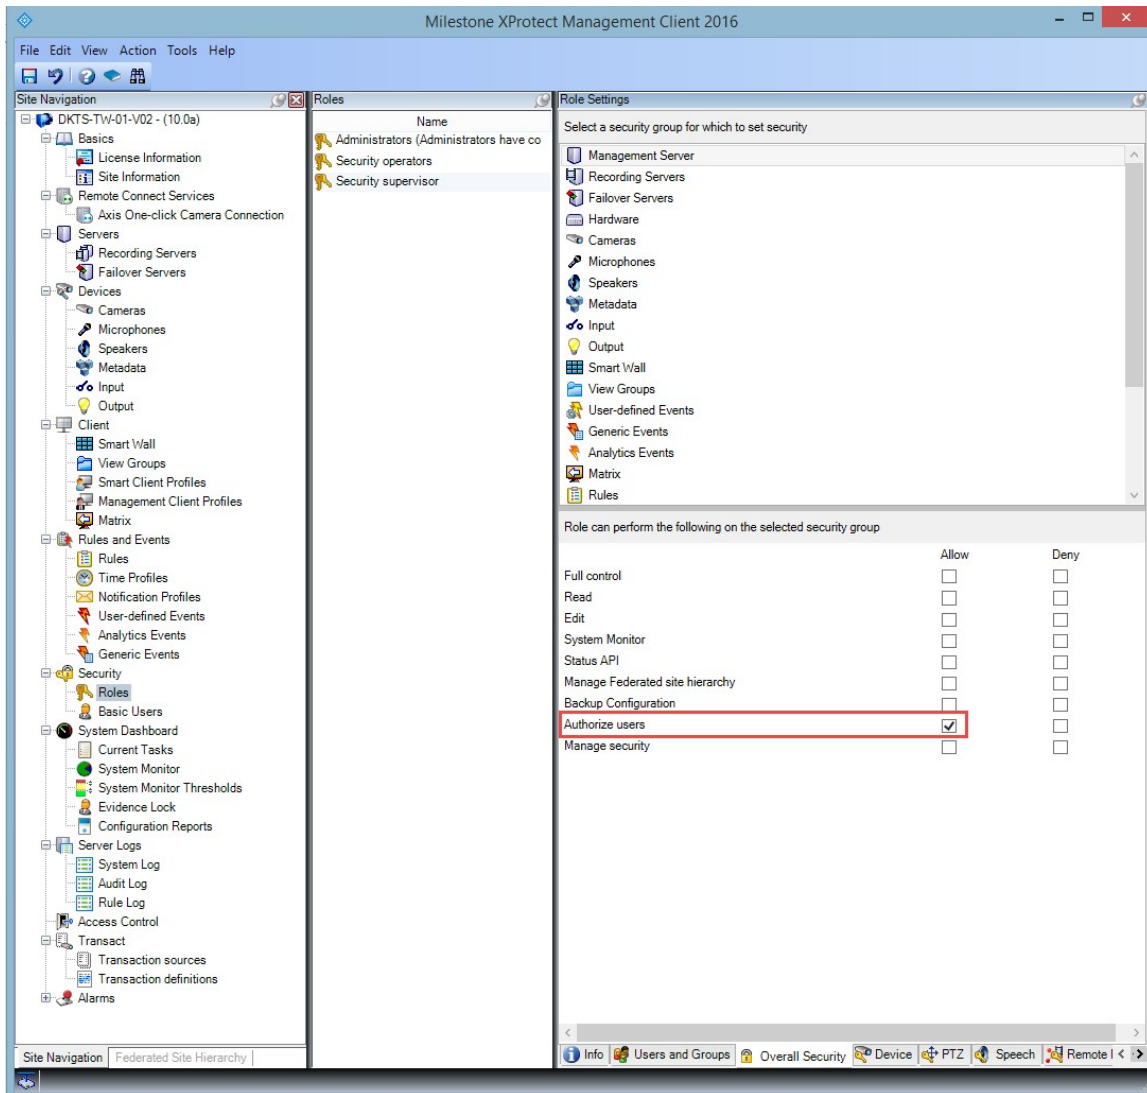 Milestone XProtect Management Client 2016
File Edit View Action Tools Help
Site Navigation
DKTS-TW-01-V02 - (10.0a)
Basics
License Information
Site Information
Remote Connect Services
Axis One-click Camera Connection
Servers
Recording Servers
Failover Servers
Devices
Cameras
Microphones
Speakers
Metadata
Input
Output
Client
Smart Wall
View Groups
Smart Client Profiles
Management Client Profiles
Matrix
Rules and Events
Rules
Time Profiles
Notification Profiles
User-defined Events
Analytics Events
Generic Events
Security
Roles
Basic Users
System Dashboard
Current Tasks
System Monitor
System Monitor Thresholds
Evidence Lock
Configuration Reports
Server Logs
System Log
Audit Log
Rule Log
Access Control
Transact
Transaction sources
Transaction definitions
Alarms
Site Navigation Federated Site Hierarchy
Roles
Name
Administrators (Administrators have co
Security operators
Security supervisor
Role Settings
Select a security group for which to set security
Management Server
Recording Servers
Failover Servers
Hardware
Cameras
Microphones
Speakers
Metadata
Input
Output
Smart Wall
View Groups
User-defined Events
Generic Events
Analytics Events
Matrix
Rules
Role can perform the following on the selected security group
Allow Deny
Full control
Read
Edit
System Monitor
Status API
Manage Federated site hierarchy
Backup Configuration
Authorize users
Manage security
Info Users and Groups Overall Security Device PTZ Speech Remote